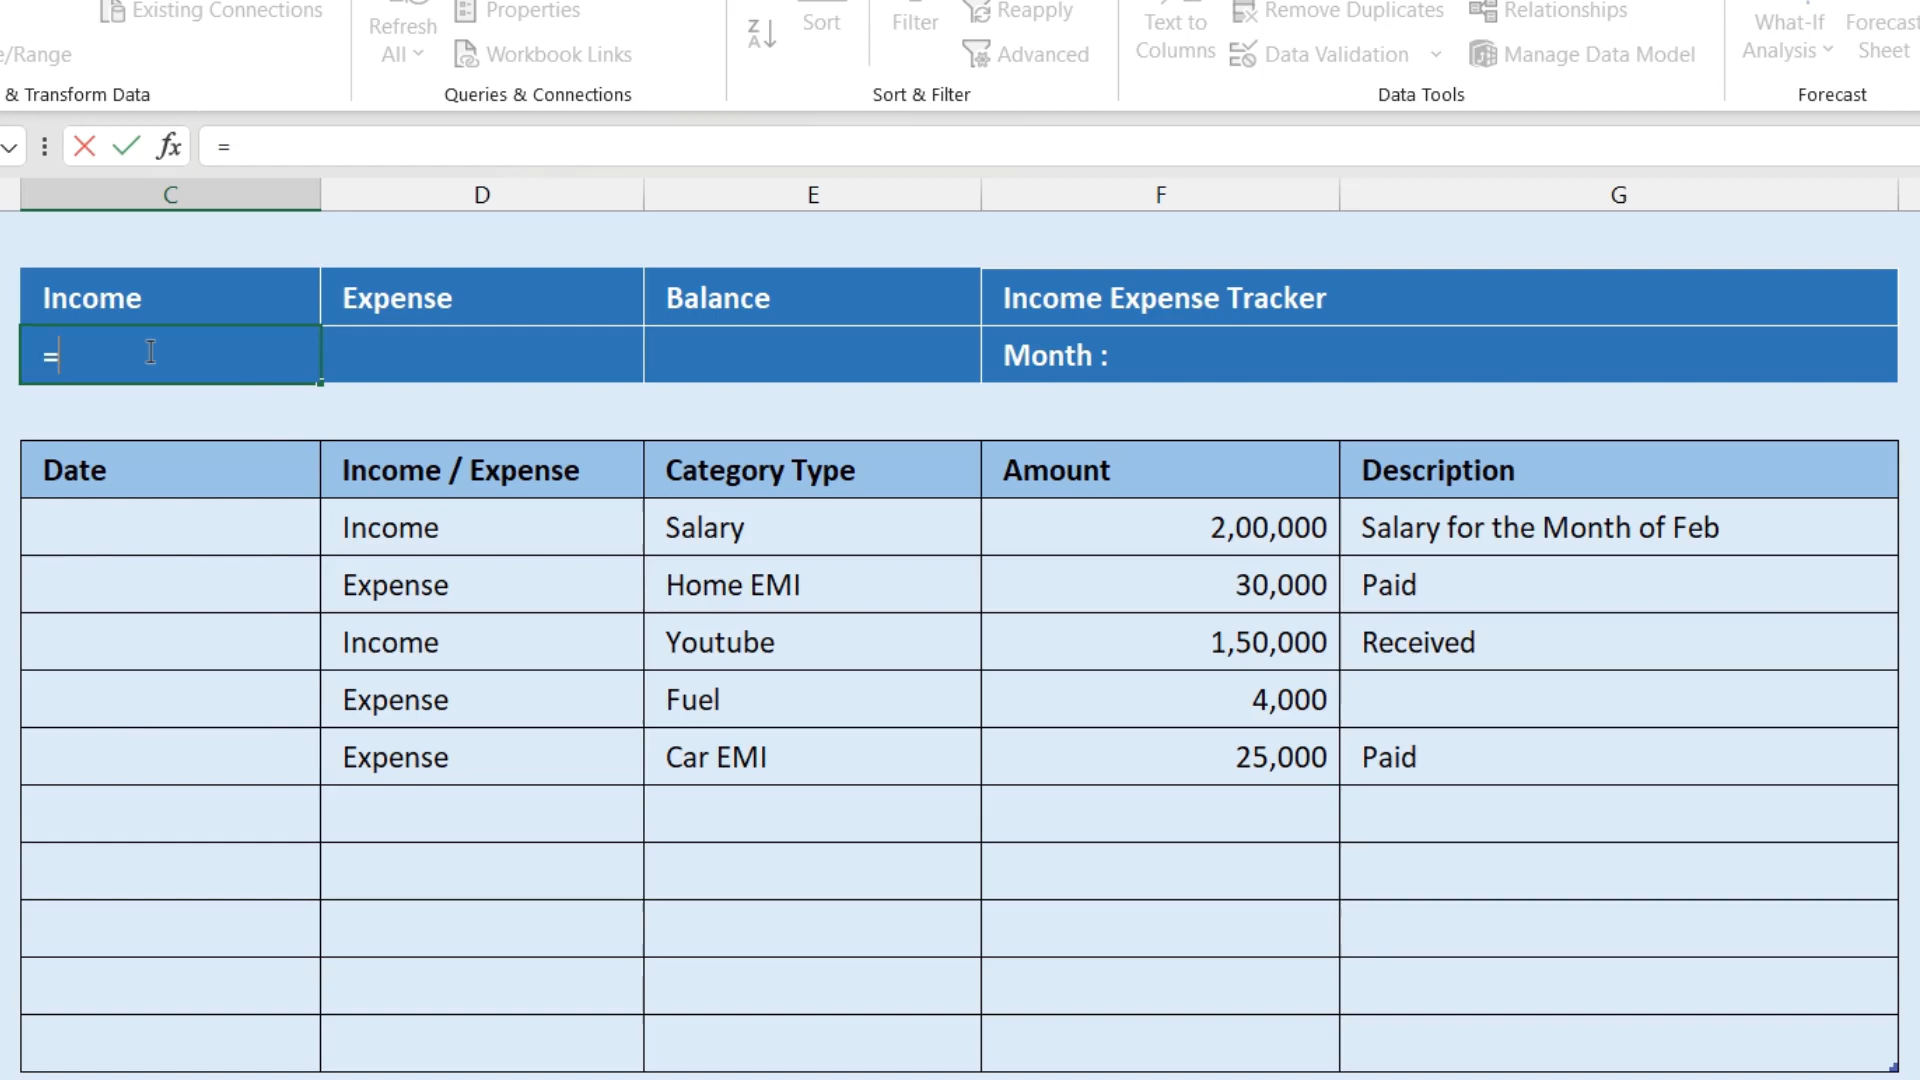 Existing Connections
e/Range
& Transform Data
Refresh
All
Properties
Workbook Links
Queries & Connections
Z
A
Sort
Filter
Reapply
Advanced
Sort & Filter
Text to
Columns
Remove Duplicates
Data Validation
Relationships
Manage Data Model
Data Tools
What-If
Analysis
Forecast
Sheet
Forecast
fx =
C D E F G
Income Expense Balance Income Expense Tracker
= Month :
Date Income / Expense Category Type Amount Description
Income Salary 2,00,000 Salary for the Month of Feb
Expense Home EMI 30,000 Paid
Income Youtube 1,50,000 Received
Expense Fuel 4,000
Expense Car EMI 25,000 Paid